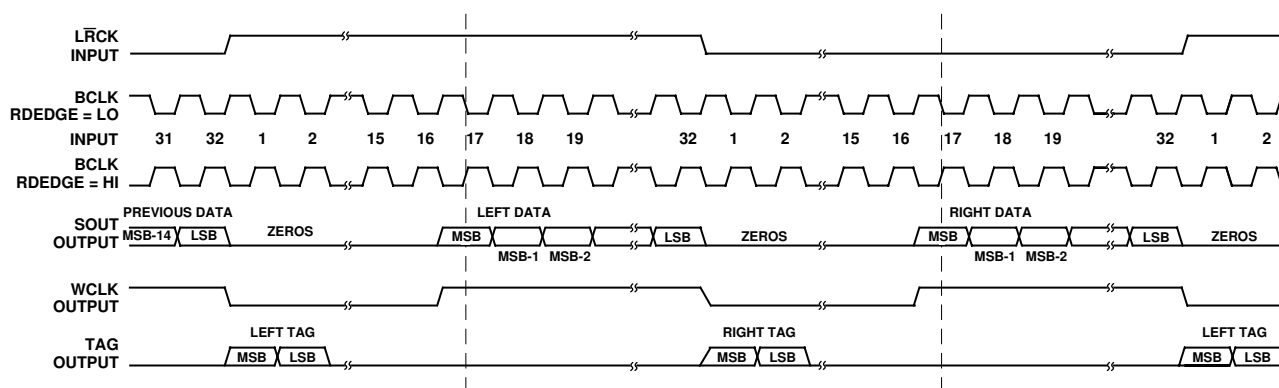 LR̅CK
INPUT
BCLK
RDEDGE = LO
INPUT 31 32 1 2 15 16 17 18 19 32 1 2 15 16 17 18 19 32 1 2
BCLK
RDEDGE = HI
PREVIOUS DATA LEFT DATA RIGHT DATA
SOUT
OUTPUT MSB-14 LSB ZEROS MSB LSB ZEROS MSB LSB ZEROS
MSB-1 MSB-2 MSB-1 MSB-2
WCLK
OUTPUT
LEFT TAG RIGHT TAG LEFT TAG
TAG
OUTPUT MSB LSB MSB LSB MSB LSB